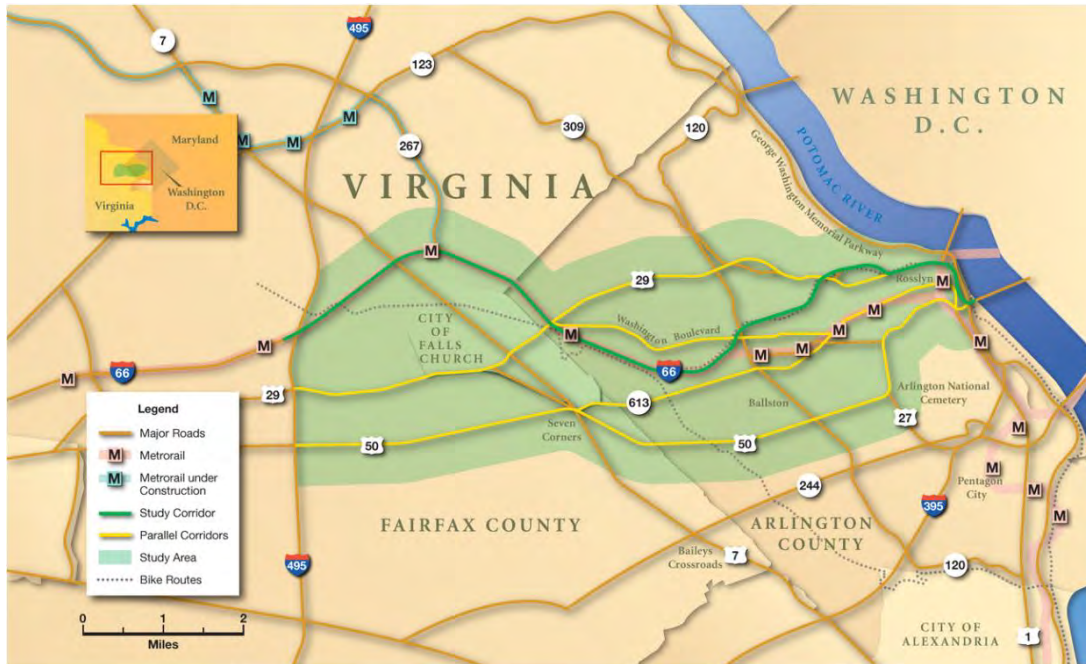 495
7
123
M
M
M
M
WASHINGTON
D.C.
309
120
267
Maryland
Washington
D.C.
Virginia
VIRGINIA
POTOMAC RIVER
George Washington Memorial Parkway
M
29
Rosslyn
M
CITY
OF
FALLS
CHURCH
Washington Boulevard
M
M
M
M
M
M
M
M
66
66
29
Ballston
Arlington National
Cemetery
613
27
Seven
Corners
50
50
M
M
Pentagon
City
M
M
244
395
FAIRFAX COUNTY
ARLINGTON
COUNTY
Baileys
Crossroads
7
495
120
CITY OF
ALEXANDRIA
1
Legend
Major Roads
M Metrorail
M Metrorail under
Construction
Study Corridor
Parallel Corridors
Study Area
Bike Routes
0 1 2
Miles